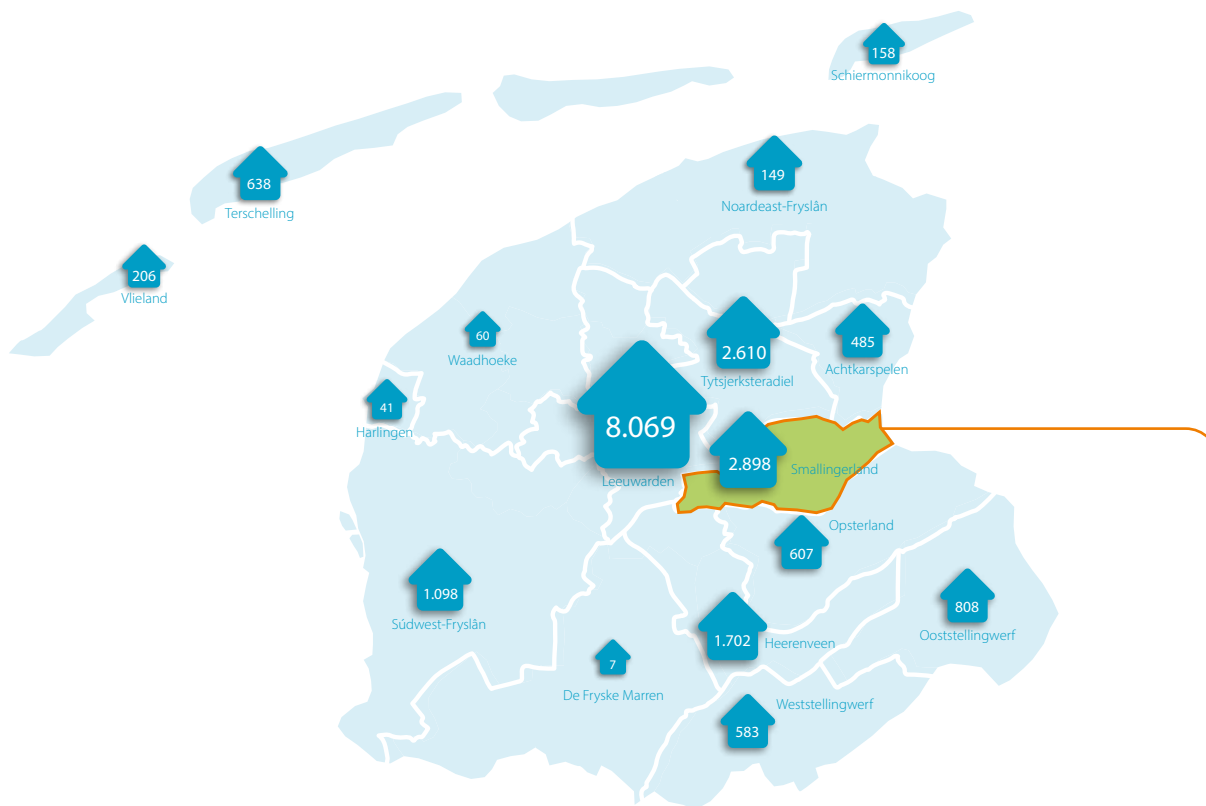 158
Schiermonnikoog
638
Terschelling
149
Noardeast-Fryslân
206
Vlieland
60
Waadhoeke
2.610
Tytsjerksteradiel
485
Achtkarspelen
41
Harlingen
8.069
Leeuwarden
2.898
Smallingerland
Opsterland
607
1.098
Súdwest-Fryslân
808
Ooststellingwerf
1.702
Heerenveen
7
De Fryske Marren
Weststellingwerf
583